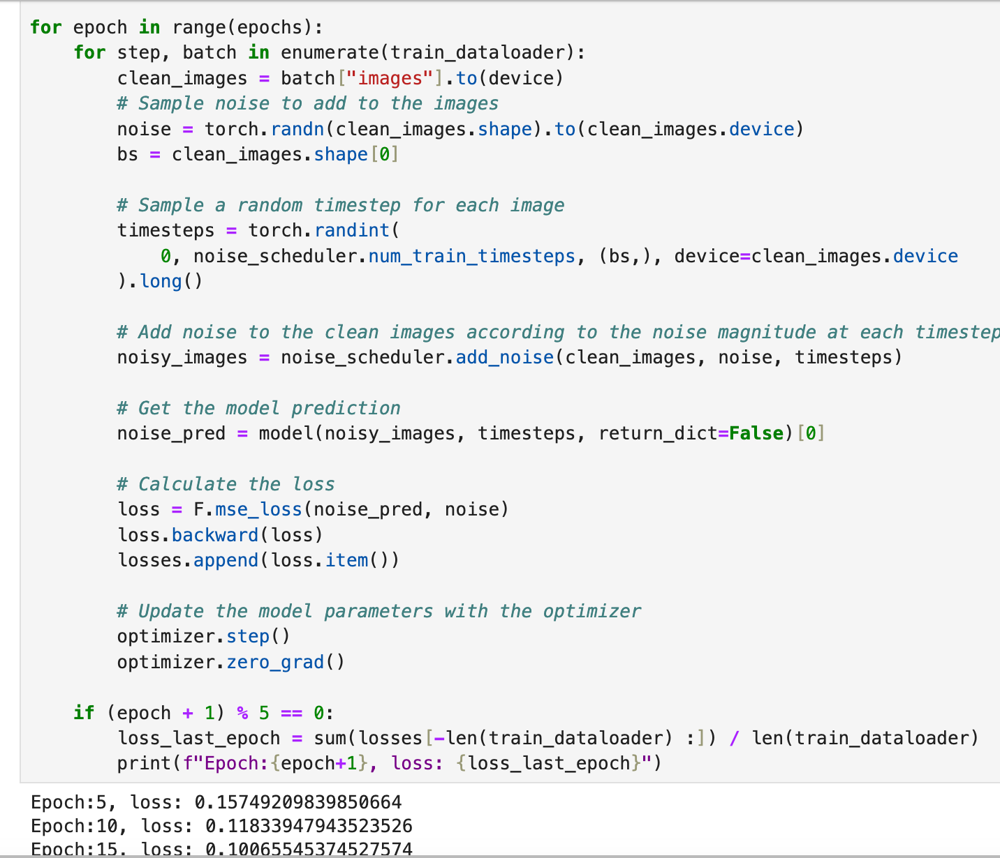 for epoch in range(epochs):
    for step, batch in enumerate(train_dataloader):
        clean_images = batch["images"].to(device)
        # Sample noise to add to the images
        noise = torch.randn(clean_images.shape).to(clean_images.device)
        bs = clean_images.shape[0]

        # Sample a random timestep for each image
        timesteps = torch.randint(
            0, noise_scheduler.num_train_timesteps, (bs,), device=clean_images.device
        ).long()

        # Add noise to the clean images according to the noise magnitude at each timestep
        noisy_images = noise_scheduler.add_noise(clean_images, noise, timesteps)

        # Get the model prediction
        noise_pred = model(noisy_images, timesteps, return_dict=False)[0]

        # Calculate the loss
        loss = F.mse_loss(noise_pred, noise)
        loss.backward(loss)
        losses.append(loss.item())

        # Update the model parameters with the optimizer
        optimizer.step()
        optimizer.zero_grad()

    if (epoch + 1) % 5 == 0:
        loss_last_epoch = sum(losses[-len(train_dataloader) :]) / len(train_dataloader)
        print(f"Epoch:{epoch+1}, loss: {loss_last_epoch}")
Epoch:5, loss: 0.15749209839850664
Epoch:10, loss: 0.11833947943523526
Epoch:15, loss: 0.10065545374527574